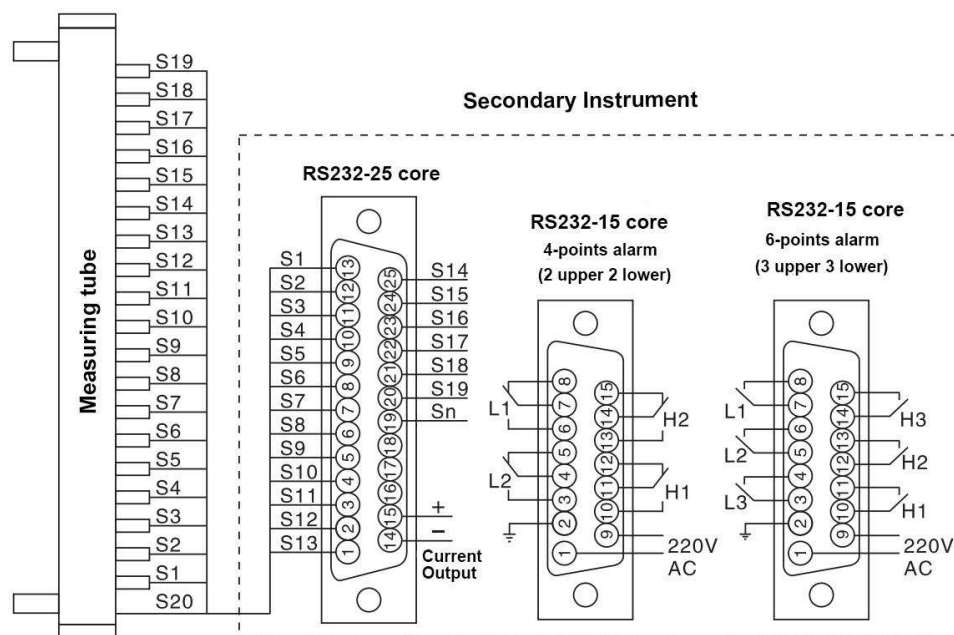 Measuring tube
S19
S18
S17
S16
S15
S14
S13
S12
S11
S10
S9
S8
S7
S6
S5
S4
S3
S2
S1
S20
Secondary Instrument
RS232-25 core
S1
S2
S3
S4
S5
S6
S7
S8
S9
S10
S11
S12
S13
13
12
11
10
9
8
7
6
5
4
3
2
1
25
24
23
22
21
20
19
18
17
16
15
14
S14
S15
S16
S17
S18
S19
Sn
+
−
Current
Output
RS232-15 core
4-points alarm
(2 upper 2 lower)
L1
L2
8
7
6
5
4
3
2
1
15
14
13
12
11
10
9
H2
H1
220V
AC
RS232-15 core
6-points alarm
(3 upper 3 lower)
L1
L2
L3
8
7
6
5
4
3
2
1
15
14
13
12
11
10
9
H3
H2
H1
220V
AC